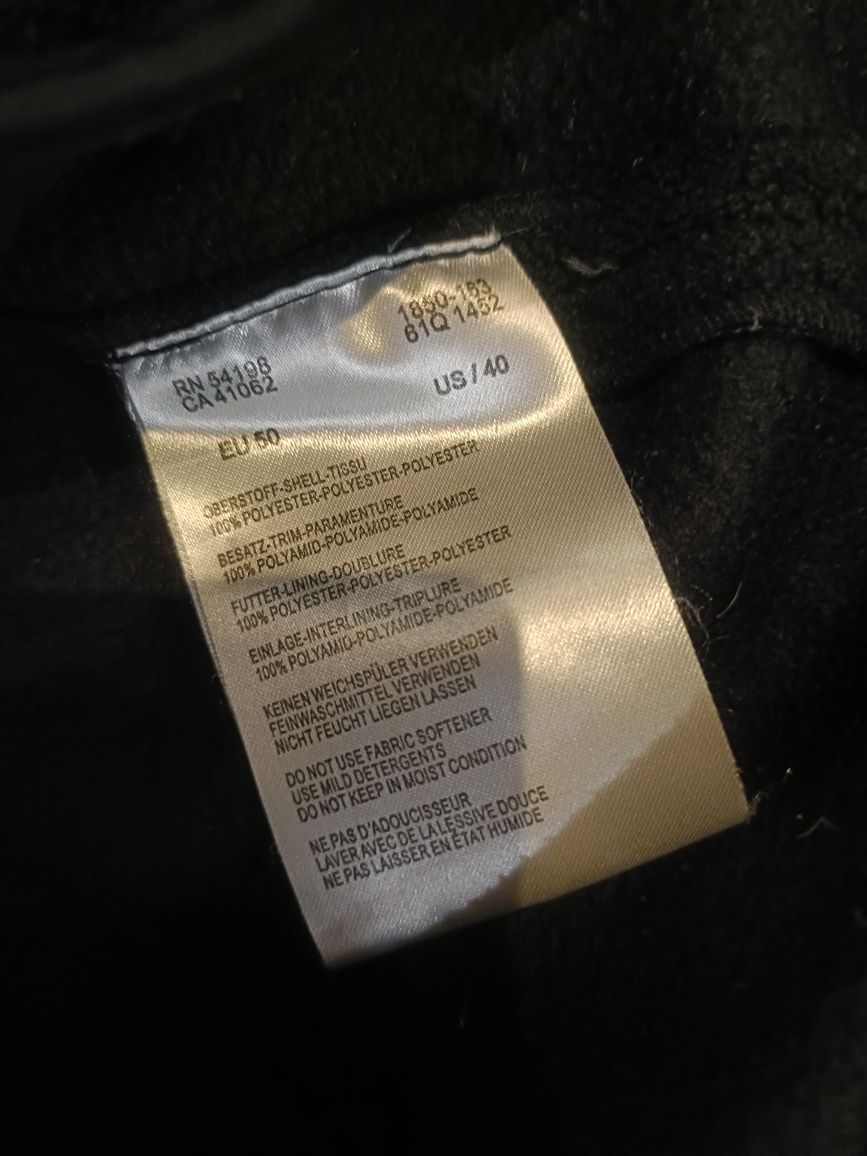 1850-183
61Q 1452
RN 54198
CA 41062
US / 40
EU 50
OBERSTOFF-SHELL-TISSU
100% POLYESTER-POLYESTER-POLYESTER
BESATZ-TRIM-PARAMENTURE
100% POLYAMID-POLYAMIDE-POLYAMIDE
FUTTER-LINING-DOUBLURE
100% POLYESTER-POLYESTER-POLYESTER
EINLAGE-INTERLINING-TRIPLURE
100% POLYAMID-POLYAMIDE-POLYAMIDE
KEINEN WEICHSPÜLER VERWENDEN
FEINWASCHMITTEL VERWENDEN
NICHT FEUCHT LIEGEN LASSEN
DO NOT USE FABRIC SOFTENER
USE MILD DETERGENTS
DO NOT KEEP IN MOIST CONDITION
NE PAS D'ADOUCISSEUR
LAVER AVEC DE LA LESSIVE DOUCE
NE PAS LAISSER EN ETAT HUMIDE